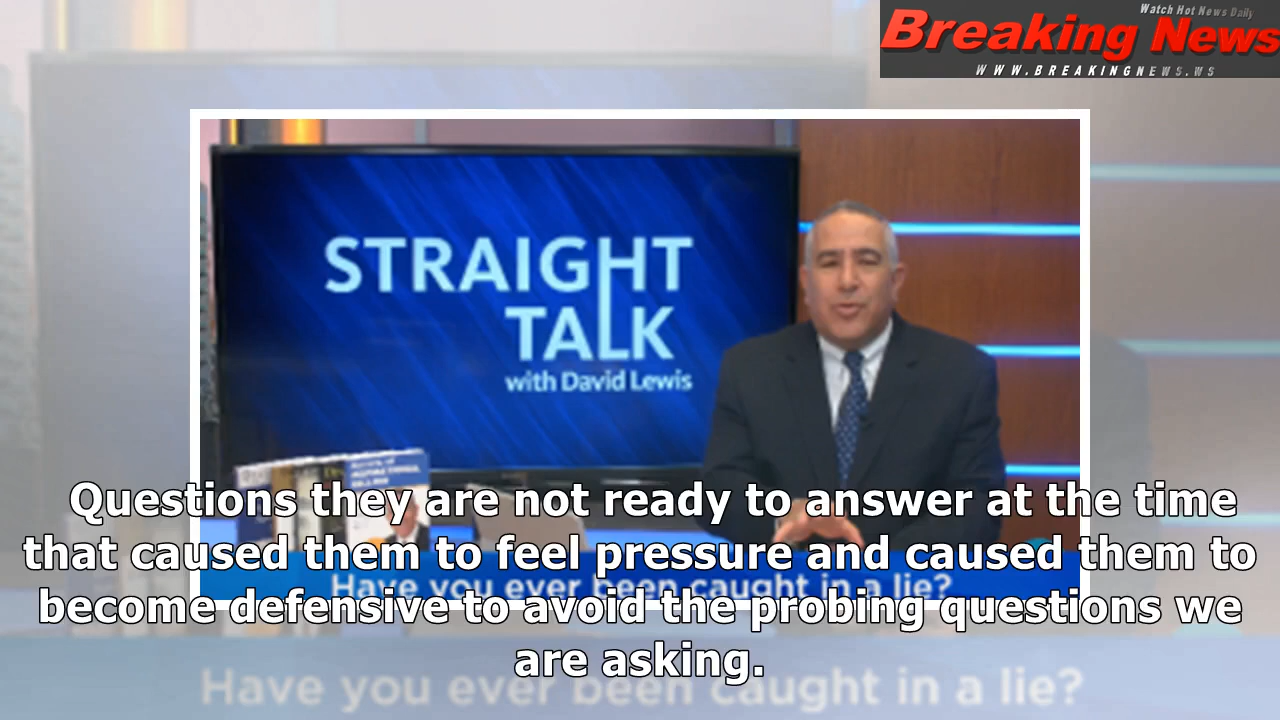 Watch Hot News Daily
Breaking News
WWW.BREAKINGNEWS.WS
STRAIGHT
TALK
with David Lewis
Questions they are not ready to answer at the time
that caused them to feel pressure and caused them to
Have you ever been caught in a lie?
become defensive to avoid the probing questions we
are asking.
Have you ever been caught in a lie?